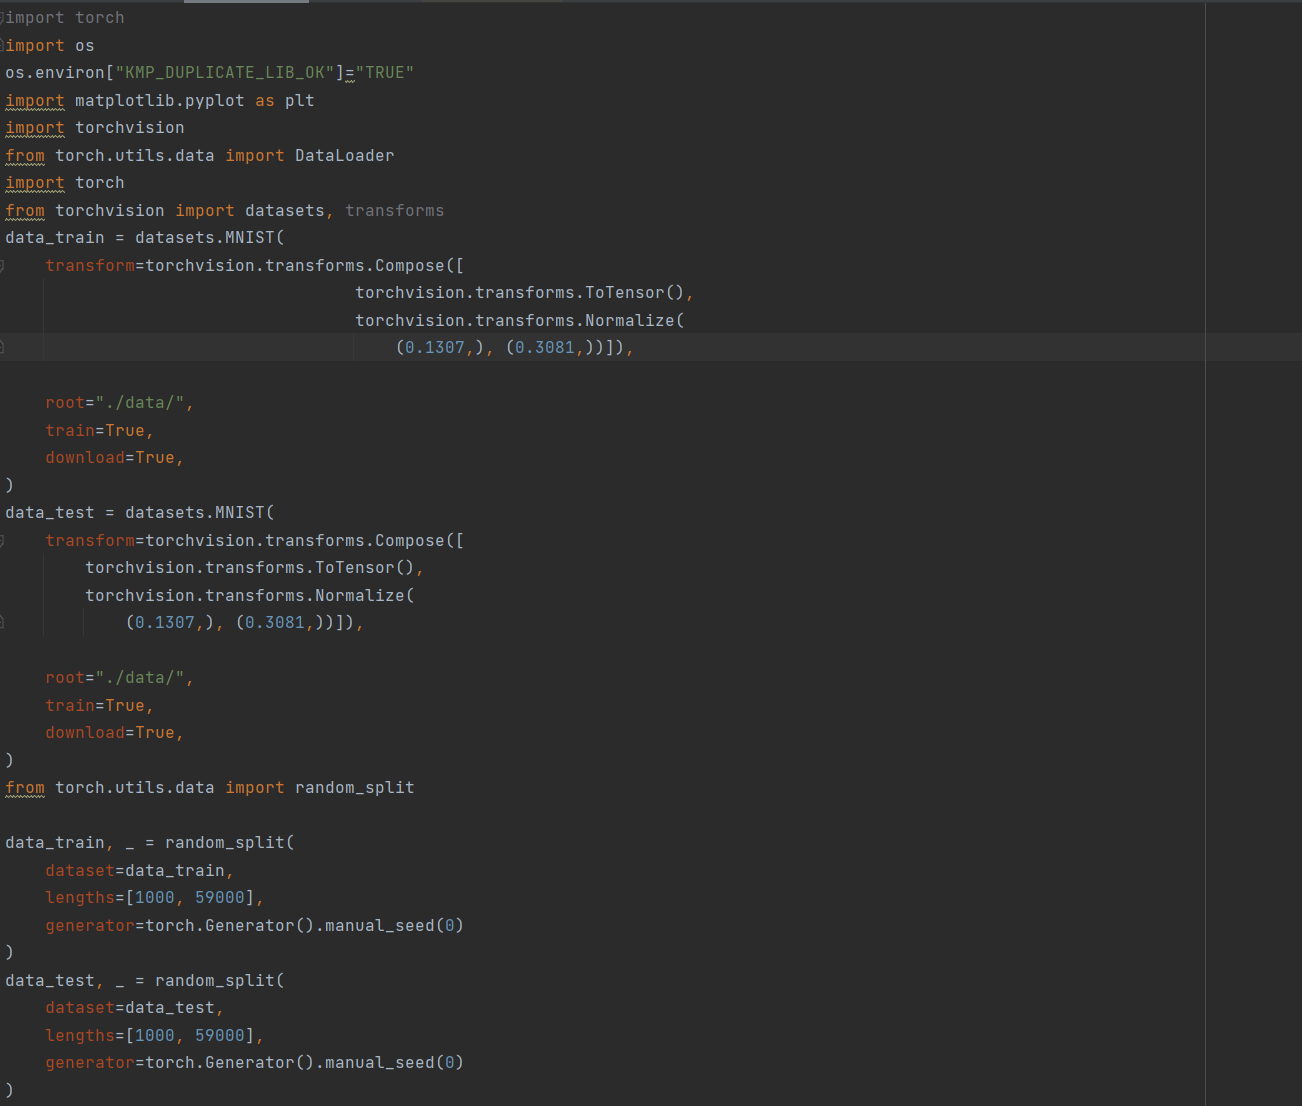 import torch
import os
os.environ["KMP_DUPLICATE_LIB_OK"]="TRUE"
import matplotlib.pyplot as plt
import torchvision
from torch.utils.data import DataLoader
import torch
from torchvision import datasets, transforms
data_train = datasets.MNIST(
    transform=torchvision.transforms.Compose([
                                   torchvision.transforms.ToTensor(),
                                   torchvision.transforms.Normalize(
                                       (0.1307,), (0.3081,))]),

    root="./data/",
    train=True,
    download=True,
)
data_test = datasets.MNIST(
    transform=torchvision.transforms.Compose([
        torchvision.transforms.ToTensor(),
        torchvision.transforms.Normalize(
            (0.1307,), (0.3081,))]),

    root="./data/",
    train=True,
    download=True,
)
from torch.utils.data import random_split

data_train, _ = random_split(
    dataset=data_train,
    lengths=[1000, 59000],
    generator=torch.Generator().manual_seed(0)
)
data_test, _ = random_split(
    dataset=data_test,
    lengths=[1000, 59000],
    generator=torch.Generator().manual_seed(0)
)